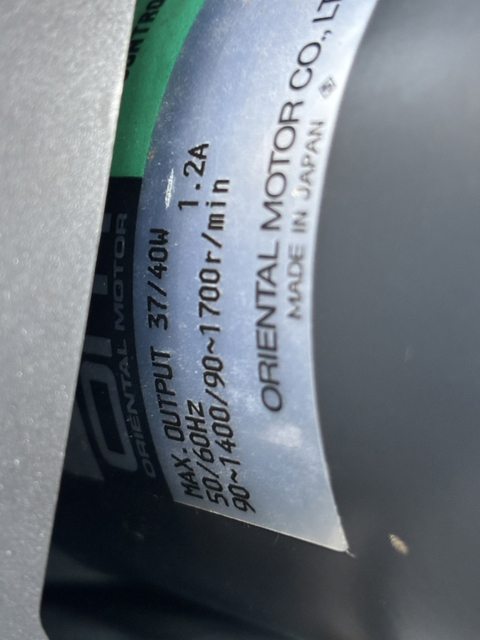 MAX. OUTPUT 37/40W 1.2A
50/60Hz
90~1400/90~1700r/min
ORIENTAL MOTOR CO., LT
MADE IN JAPAN
ORIENTAL MOTOR